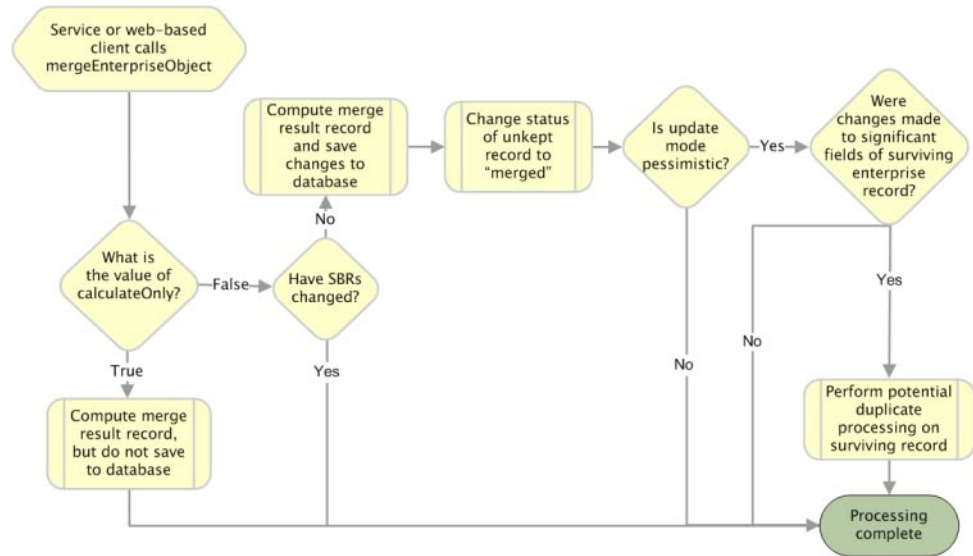 Service or web-based
client calls
mergeEnterpriseObject
Compute merge
result record
and save
changes to
database
Change status
of unkept
record to
“merged”
Is update
mode
pessimistic?
Yes
Were
changes made
to significant
fields of surviving
enterprise
record?
No
What is
the value of
calculateOnly?
False
Have SBRs
changed?
Yes
No
No
True
Yes
Compute merge
result record,
but do not save
to database
Perform potential
duplicate
processing on
surviving record
Processing
complete